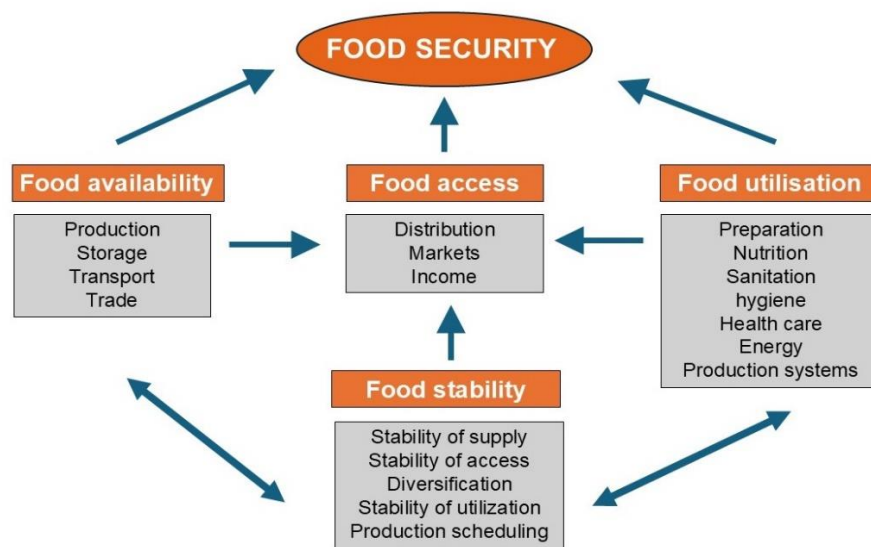 FOOD SECURITY
Food availability
Production
Storage
Transport
Trade
Food access
Distribution
Markets
Income
Food utilisation
Preparation
Nutrition
Sanitation
hygiene
Health care
Energy
Production systems
Food stability
Stability of supply
Stability of access
Diversification
Stability of utilization
Production scheduling